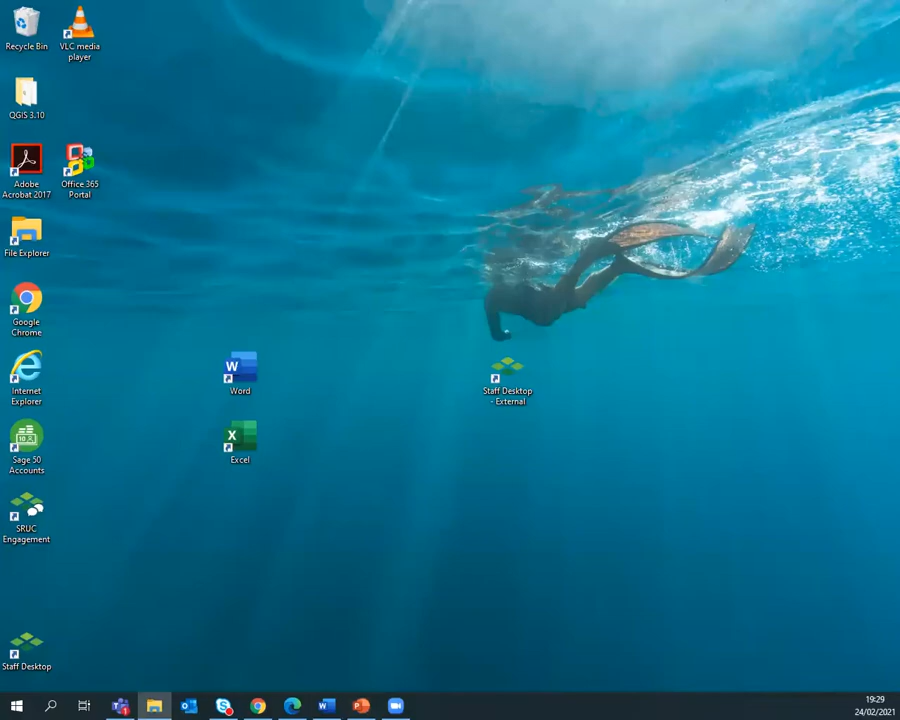 Recycle Bin
VLC media
player
QGIS 3.10
Adobe
Acrobat 2017
Office 365
Portal
File Explorer
Google
Chrome
Internet
Explorer
Word
Staff Desktop
- External
Excel
Sage 50
Accounts
SRUC
Engagement
Staff Desktop
19:29
24/02/2021